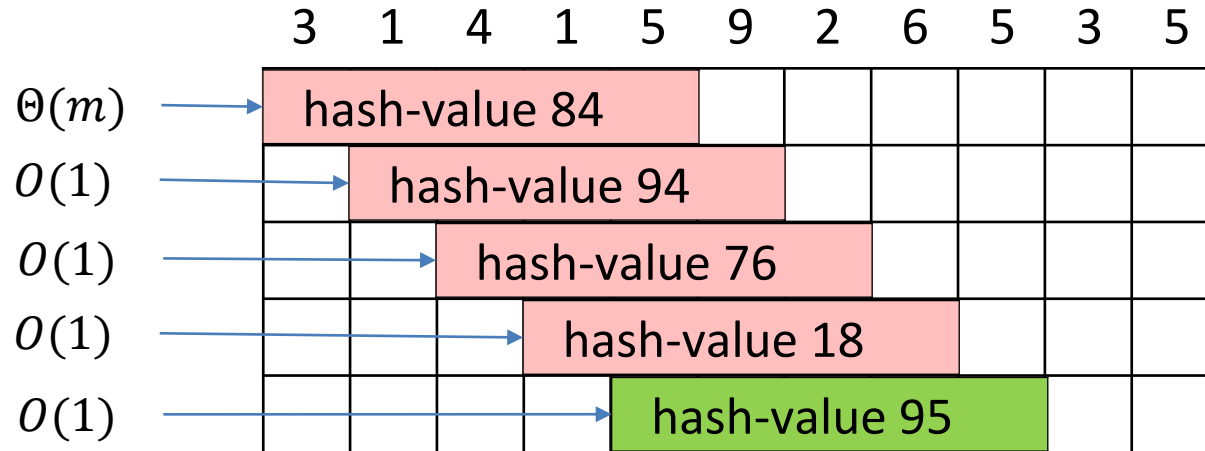 3 1 4 1 5 9 2 6 5 3 5
Θ(m) hash-value 84
O(1) hash-value 94
O(1) hash-value 76
O(1) hash-value 18
O(1) hash-value 95